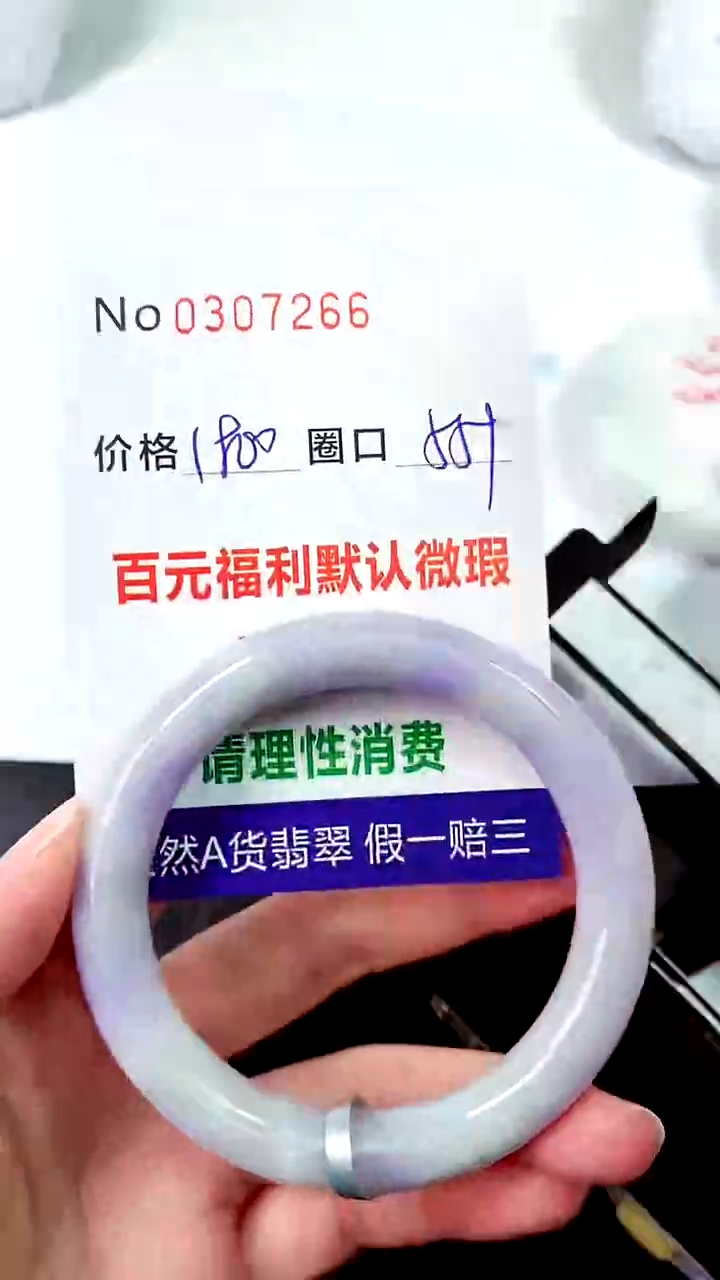 No 0307266
价格 1800 圈口
百元福利默认微瑕
请理性消费
然A货翡翠 假一赔三